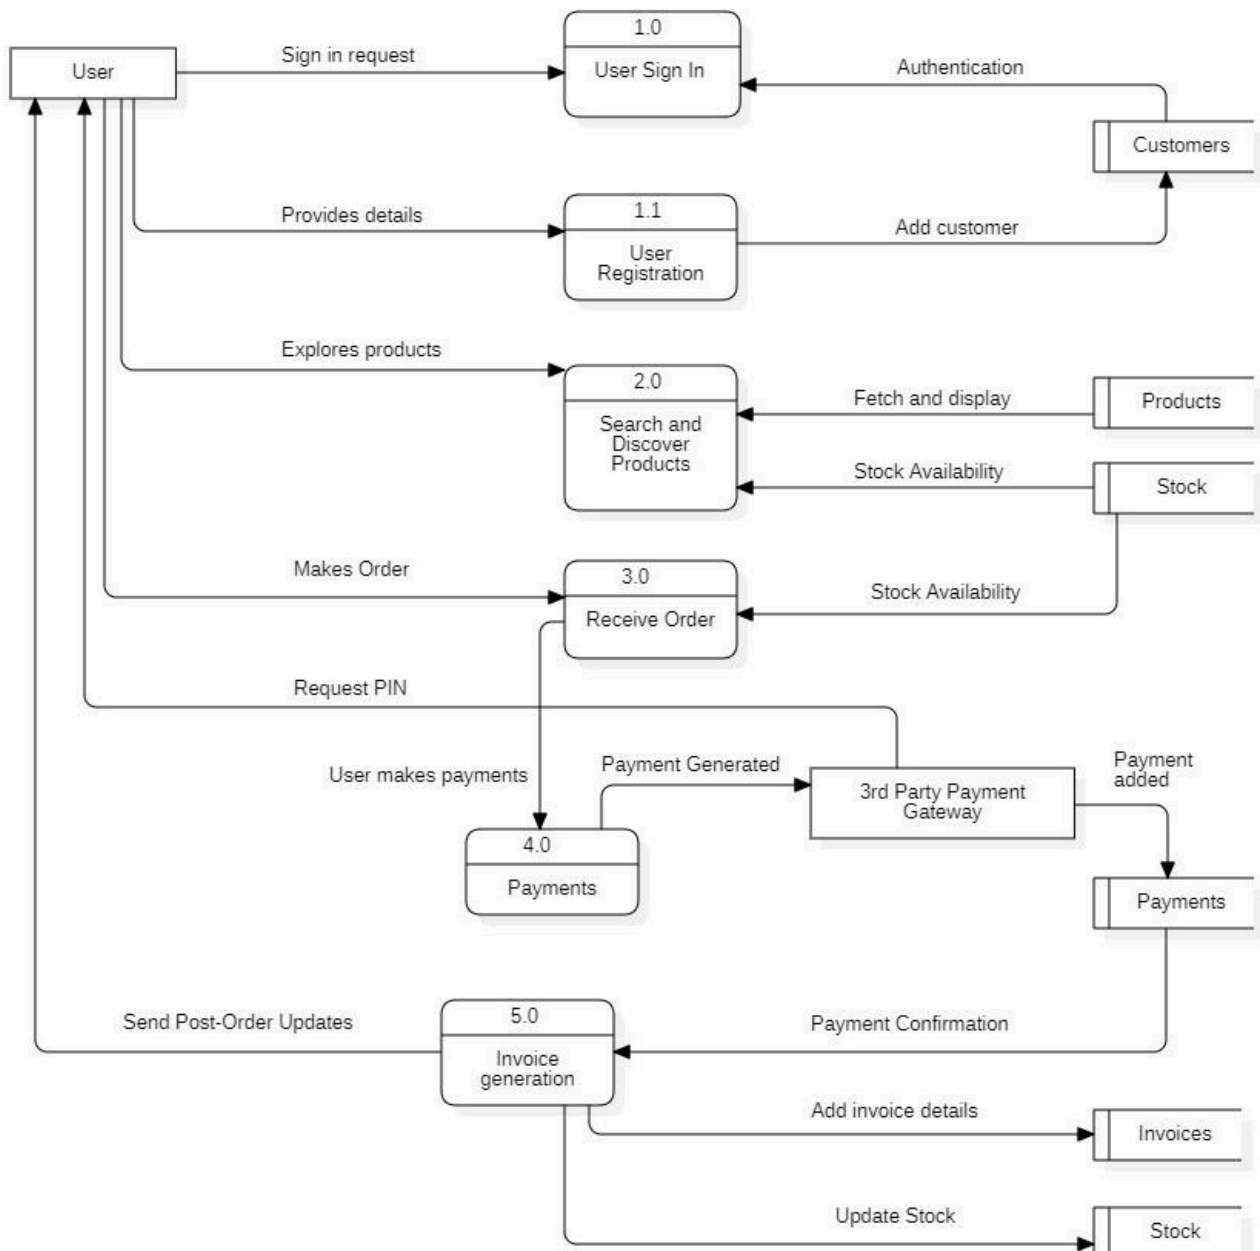 1.0
User
Sign in request
User Sign In
Authentication
Customers
1.1
Provides details
User
Registration
Add customer
Explores products
2.0
Search and
Discover
Products
Fetch and display
Products
Stock Availability
Stock
Makes Order
3.0
Receive Order
Stock Availability
Request PIN
User makes payments
Payment Generated
3rd Party Payment
Gateway
Payment
added
4.0
Payments
Payments
Send Post-Order Updates
5.0
Invoice
generation
Payment Confirmation
Add invoice details
Invoices
Update Stock
Stock